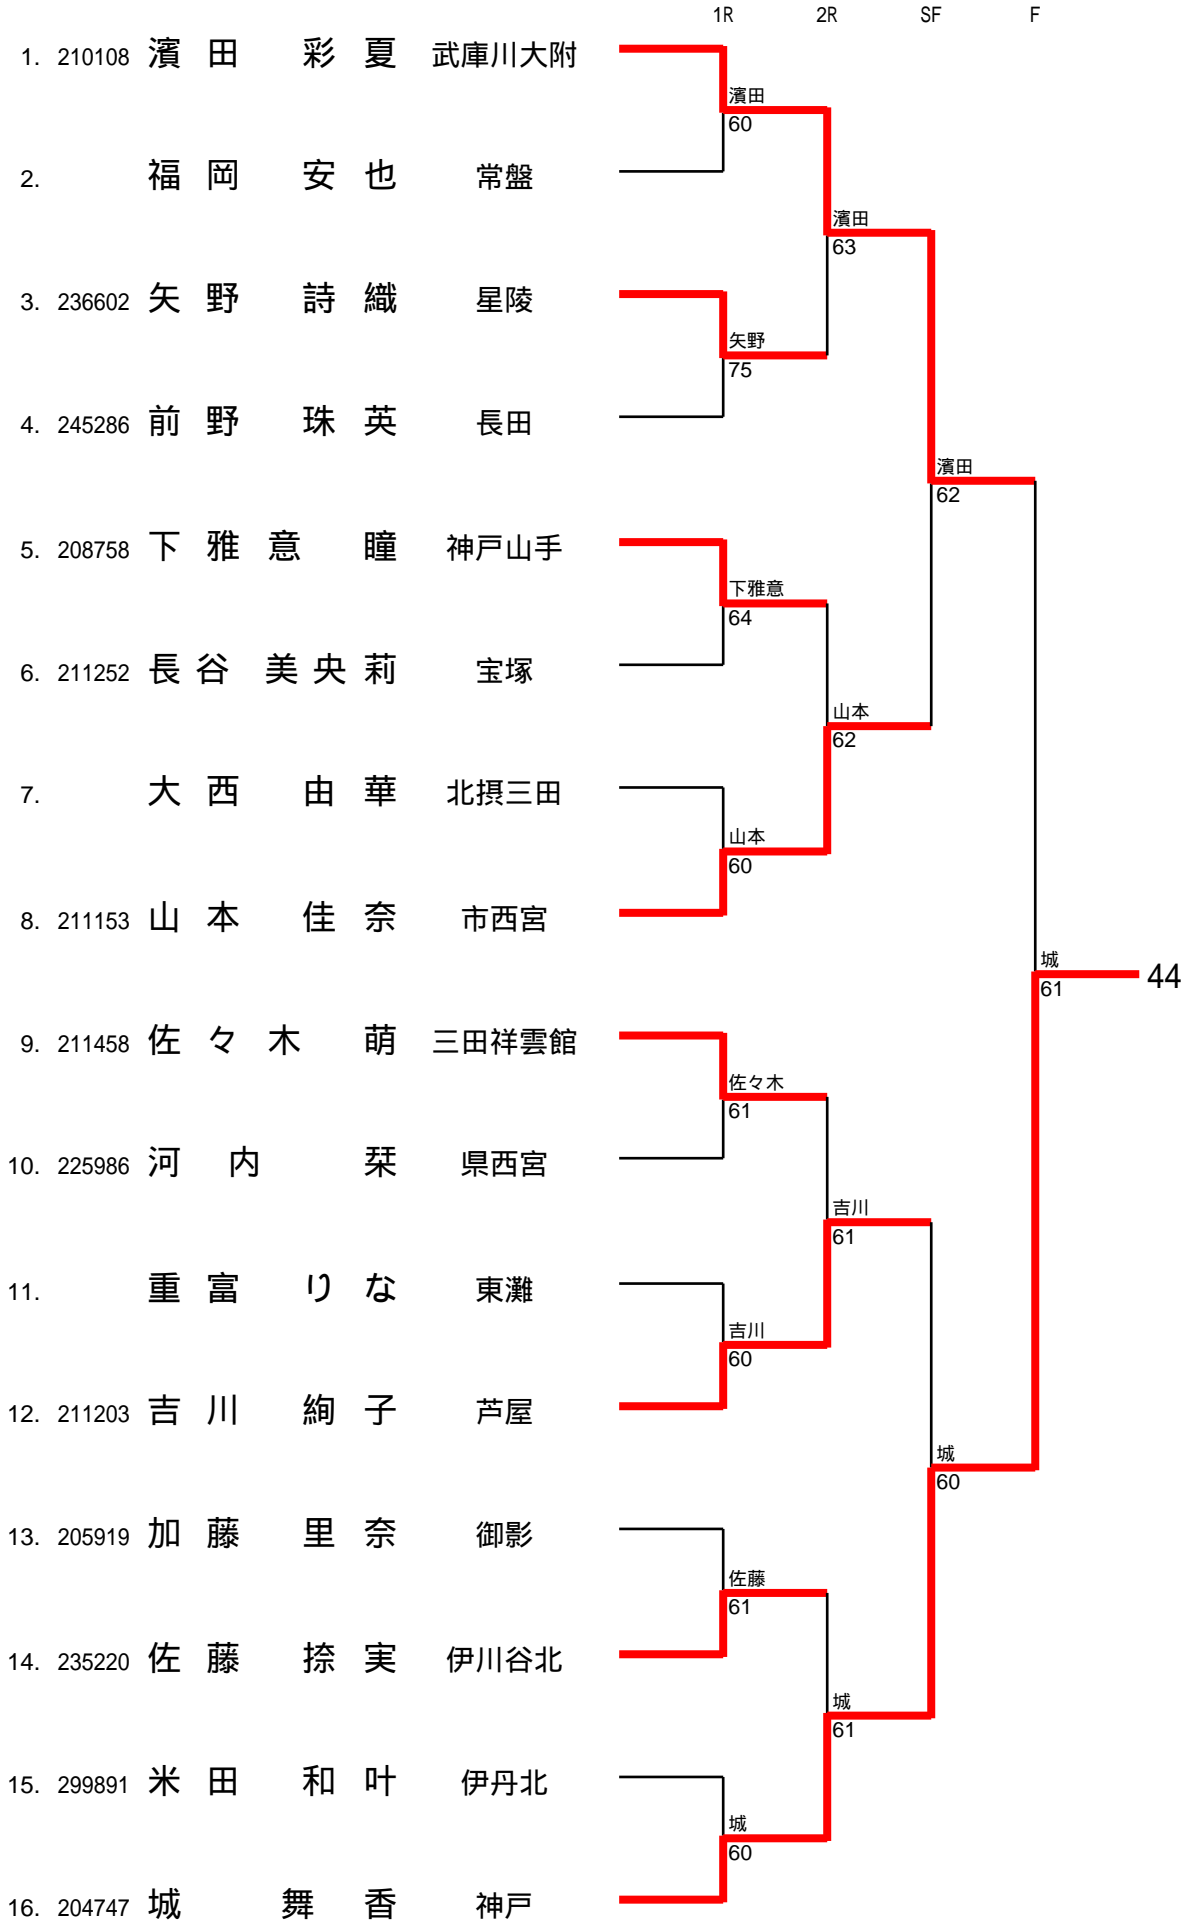 1R 2R SF F
1. 210108 濱田 彩夏 武庫川大附
濱田
60
2. 福岡 安也 常盤
濱田
63
3. 236602 矢野 詩織 星陵
矢野
75
4. 245286 前野 珠英 長田
濱田
62
5. 208758 下雅意 瞳 神戸山手
下雅意
64
6. 211252 長谷 美央莉 宝塚
山本
62
7. 大西 由華 北摂三田
山本
60
8. 211153 山本 佳奈 市西宮
城
61
44
9. 211458 佐々木 萌 三田祥雲館
佐々木
61
10. 225986 河内 栞 県西宮
吉川
61
11. 重富 りな 東灘
吉川
60
12. 211203 吉川 絢子 芦屋
城
60
13. 205919 加藤 里奈 御影
佐藤
61
14. 235220 佐藤 捺実 伊川谷北
城
61
15. 299891 米田 和叶 伊丹北
城
60
16. 204747 城 舞香 神戸